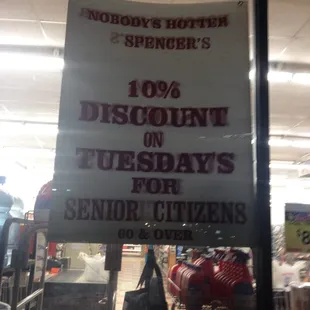 NOBODY'S HOTTER
SPENCER'S
10%
DISCOUNT
ON
TUESDAYS
FOR
SENIOR CITIZENS
60 & OVER